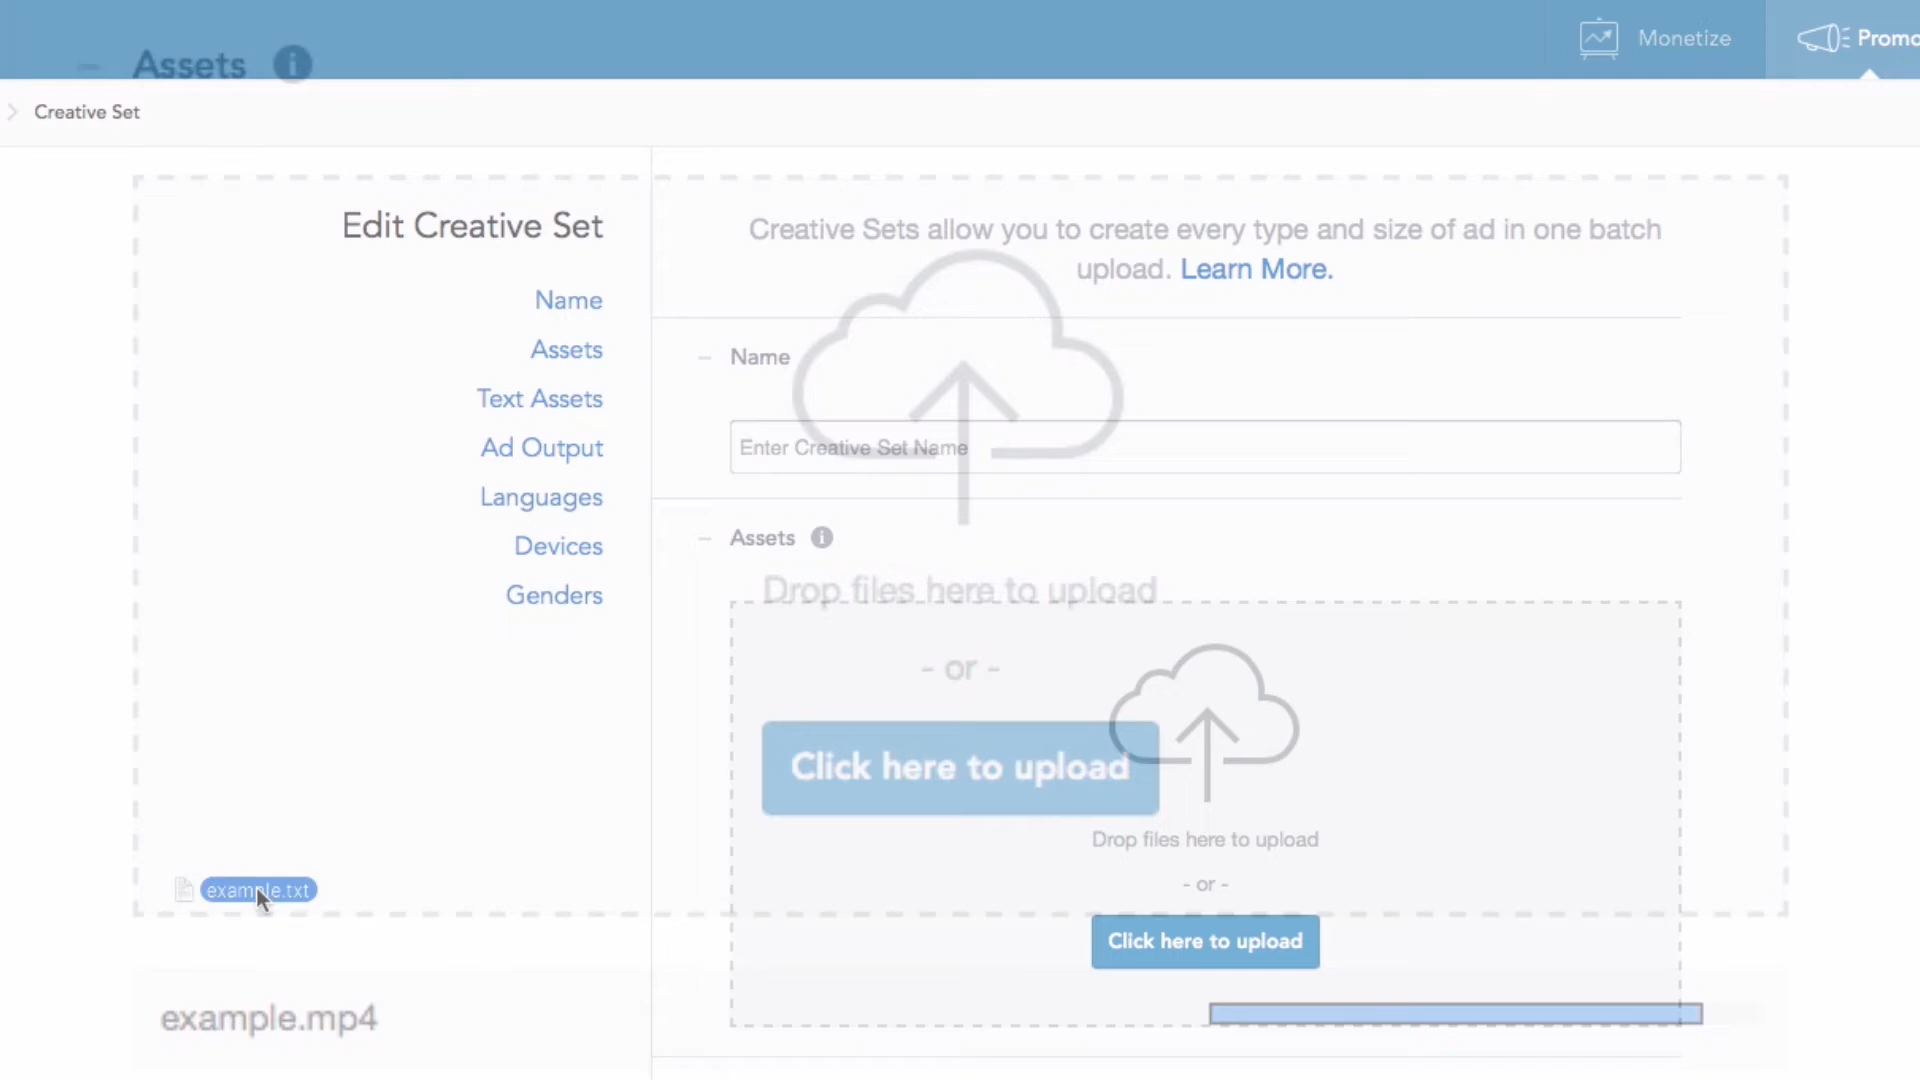 Assets
Monetize
Promo
Creative Set
Edit Creative Set
Name
Assets
Text Assets
Ad Output
Languages
Devices
Genders
Creative Sets allow you to create every type and size of ad in one batch
upload. Learn More.
Name
Enter Creative Set Name
Assets
Drop files here to upload
- or -
Click here to upload
Drop files here to upload
- or -
Click here to upload
example.txt
example.mp4